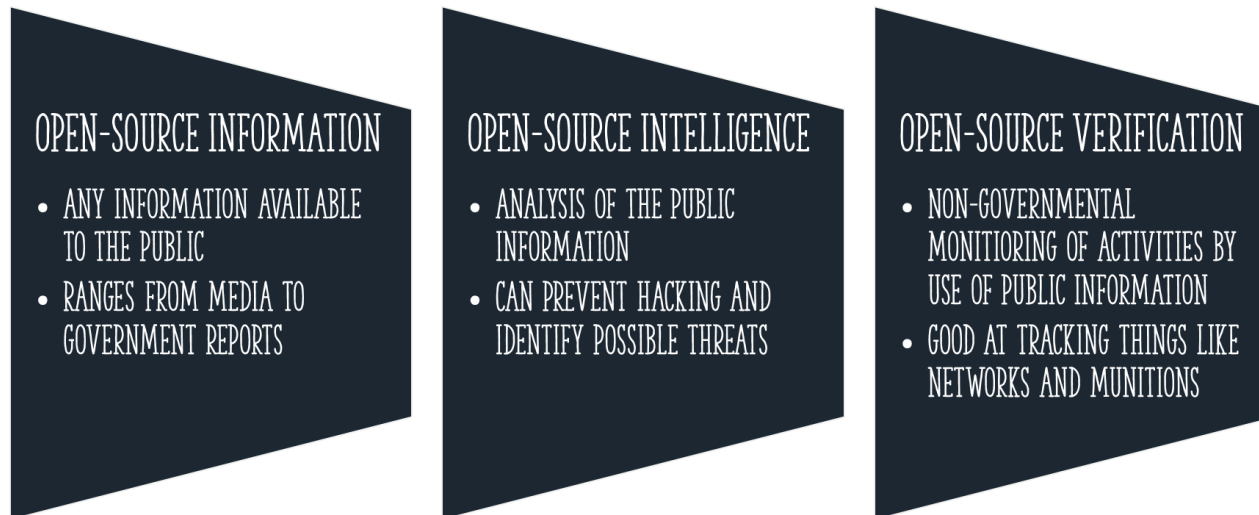 OPEN-SOURCE INFORMATION
• ANY INFORMATION AVAILABLE
TO THE PUBLIC
• RANGES FROM MEDIA TO
GOVERNMENT REPORTS
OPEN-SOURCE INTELLIGENCE
• ANALYSIS OF THE PUBLIC
INFORMATION
• CAN PREVENT HACKING AND
IDENTIFY POSSIBLE THREATS
OPEN-SOURCE VERIFICATION
• NON-GOVERNMENTAL
MONITIORING OF ACTIVITIES BY
USE OF PUBLIC INFORMATION
• GOOD AT TRACKING THINGS LIKE
NETWORKS AND MUNITIONS